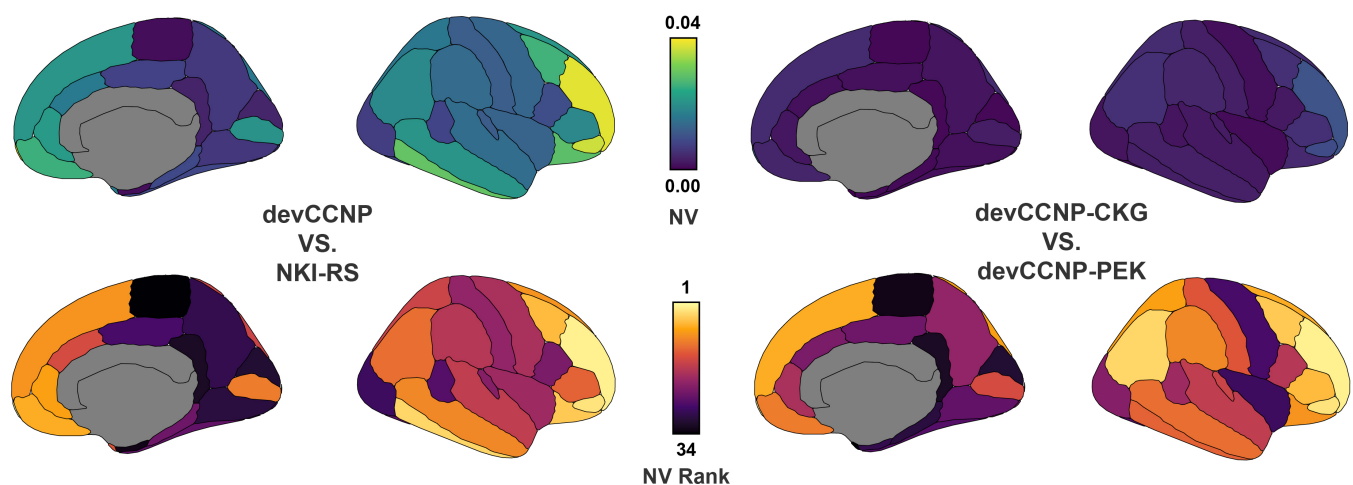 0.04
0.00
NV
devCCNP
VS.
NKI-RS
devCCNP-CKG
VS.
devCCNP-PEK
1
34
NV Rank